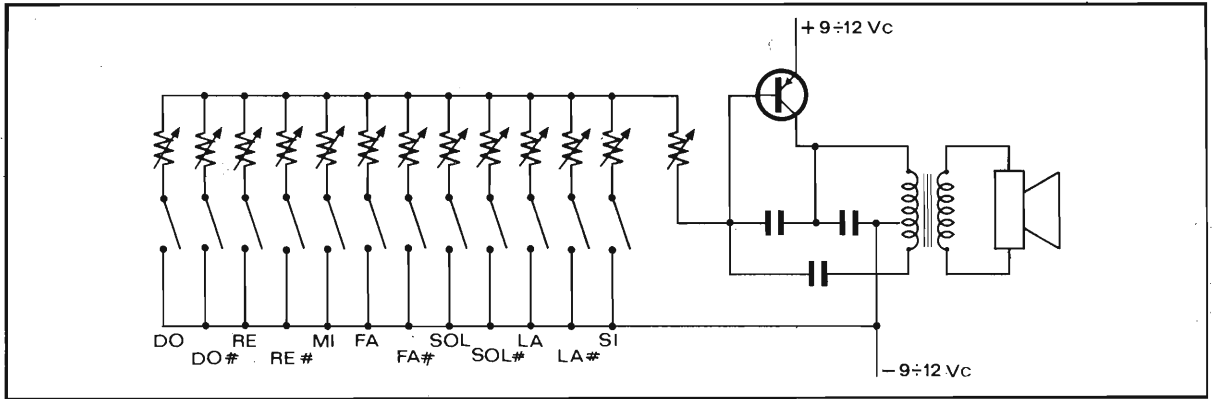 + 9÷12 Vc
DO RE MI FA SOL LA SI
DO# RE# FA# SOL# LA#
− 9÷12 Vc